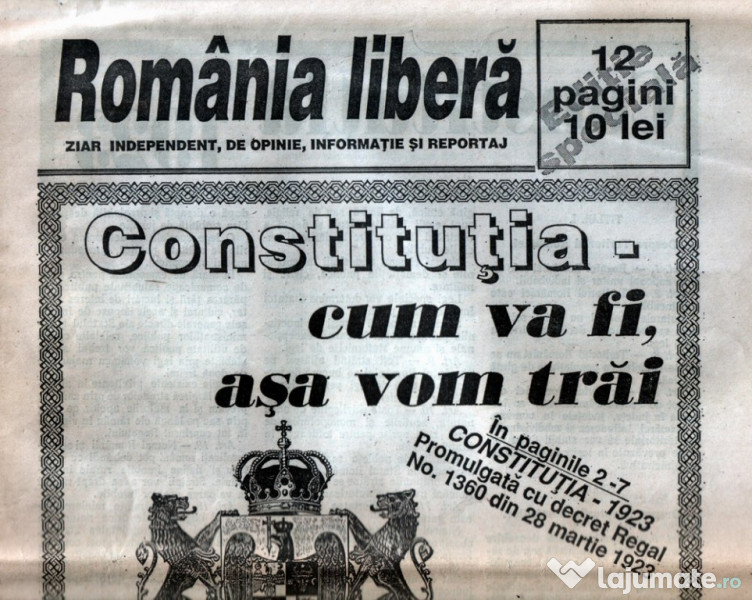 România liberă
ZIAR INDEPENDENT, DE OPINIE, INFORMAȚIE ȘI REPORTAJ
12
pagini
10 lei
Ediție
specială
Constituția -
cum va fi,
așa vom trăi
În paginile 2-7
CONSTITUȚIA - 1923
Promulgată cu decret Regal
No. 1360 din 28 martie 1923
Lajumate.ro